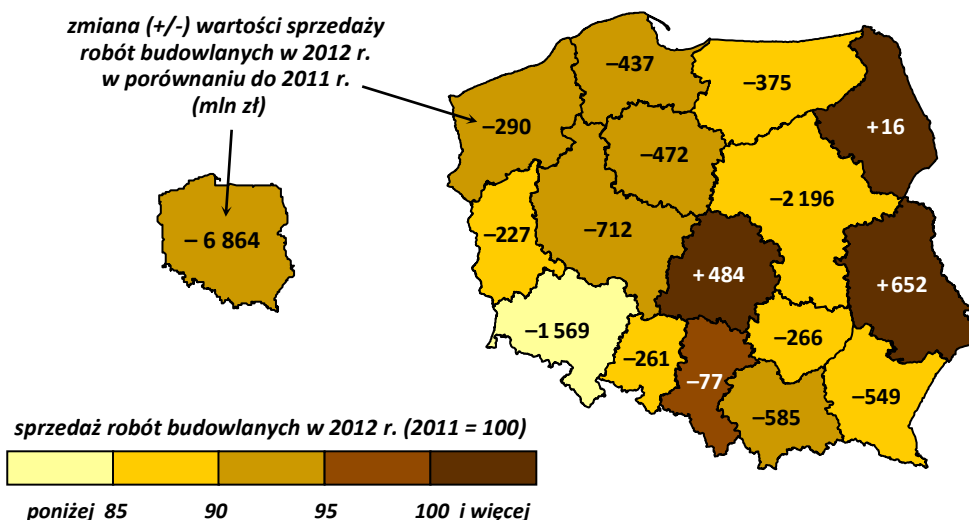 zmiana (+/-) wartości sprzedaży
robót budowlanych w 2012 r.
w porównaniu do 2011 r.
(mln zł)
– 6 864
–437
–375
–290
+16
–472
–2 196
–227
–712
+ 484
+652
–1 569
–266
–261
–77
–549
–585
sprzedaż robót budowlanych w 2012 r. (2011 = 100)
poniżej 85 90 95 100 i więcej